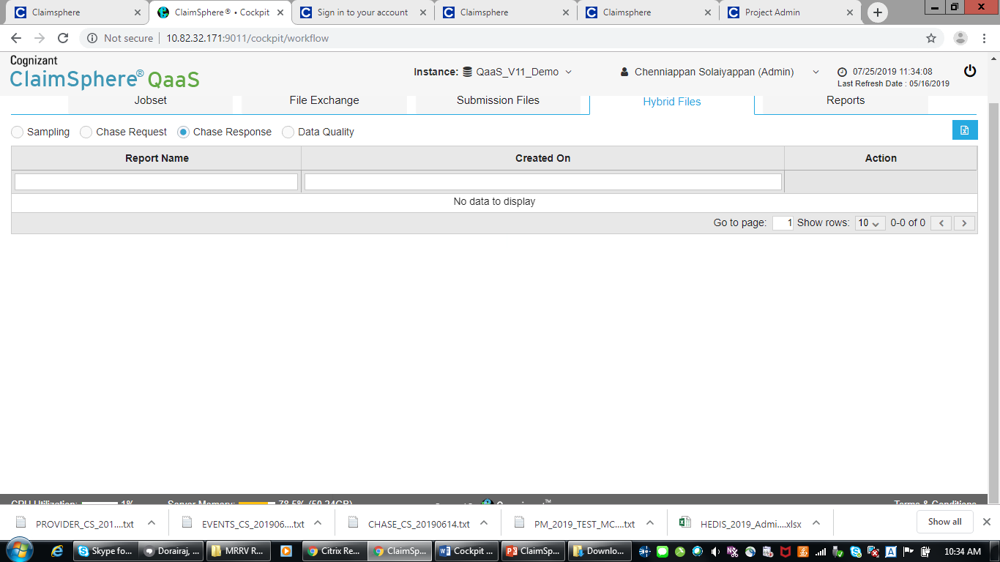 Claimsphere
ClaimSphere® • Cockpit
Sign in to your account
Claimsphere
Claimsphere
Project Admin
Not secure
10.82.32.171:9011/cockpit/workflow
Cognizant
ClaimSphere® QaaS
Instance: QaaS_V11_Demo
Chenniappan Solaiyappan (Admin)
07/25/2019 11:34:08
Last Refresh Date : 05/16/2019
Jobset
File Exchange
Submission Files
Hybrid Files
Reports
Sampling
Chase Request
Chase Response
Data Quality
Report Name
Created On
Action
No data to display
Go to page: 1 Show rows: 10 0-0 of 0
CPU Utilization: 1%
Server Memory: 78.5% (50.24GB)
Terms & Conditions
PROVIDER_CS_201....txt
EVENTS_CS_201906....txt
CHASE_CS_20190614.txt
PM_2019_TEST_MC....txt
HEDIS_2019_Admi....xlsx
Show all
Skype fo...
Dorairaj, ...
MRRV R...
Citrix Re...
ClaimSp...
Cockpit ...
ClaimSp...
Downlo...
10:34 AM